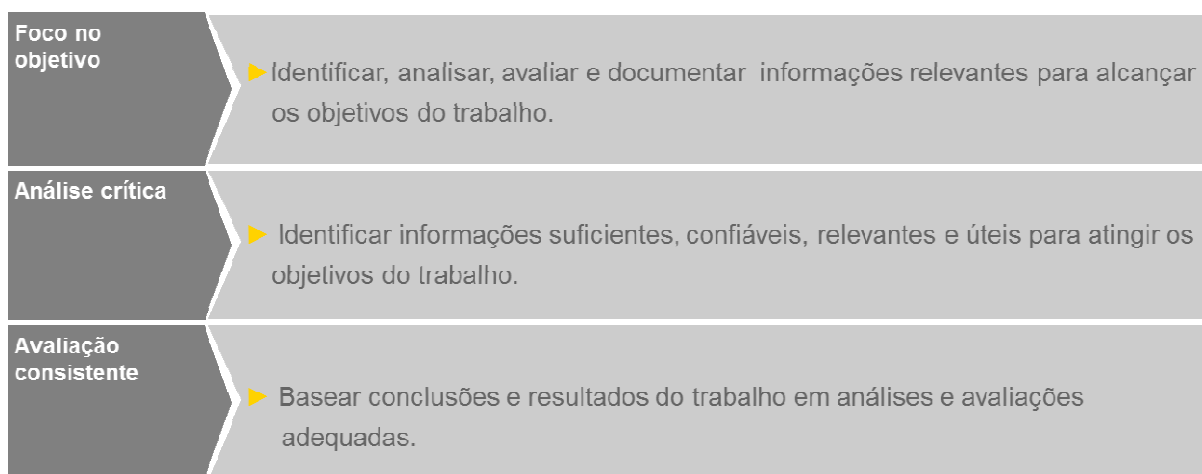 Foco no
objetivo
Identificar, analisar, avaliar e documentar informações relevantes para alcançar
os objetivos do trabalho.
Análise crítica
Identificar informações suficientes, confiáveis, relevantes e úteis para atingir os
objetivos do trabalho.
Avaliação
consistente
Basear conclusões e resultados do trabalho em análises e avaliações
adequadas.